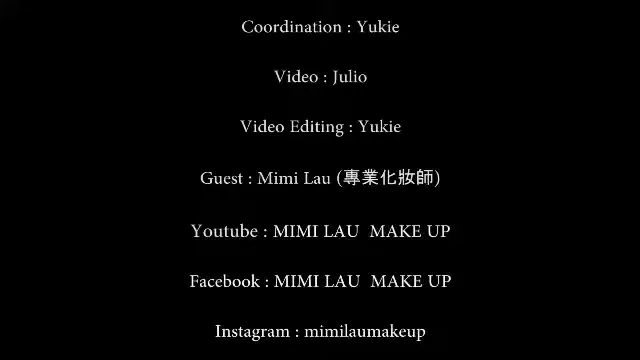 Coordination : Yukie
Video : Julio
Video Editing : Yukie
Guest : Mimi Lau (專業化妝師)
Youtube : MIMI LAU  MAKE UP
Facebook : MIMI LAU  MAKE UP
Instagram : mimilaumakeup